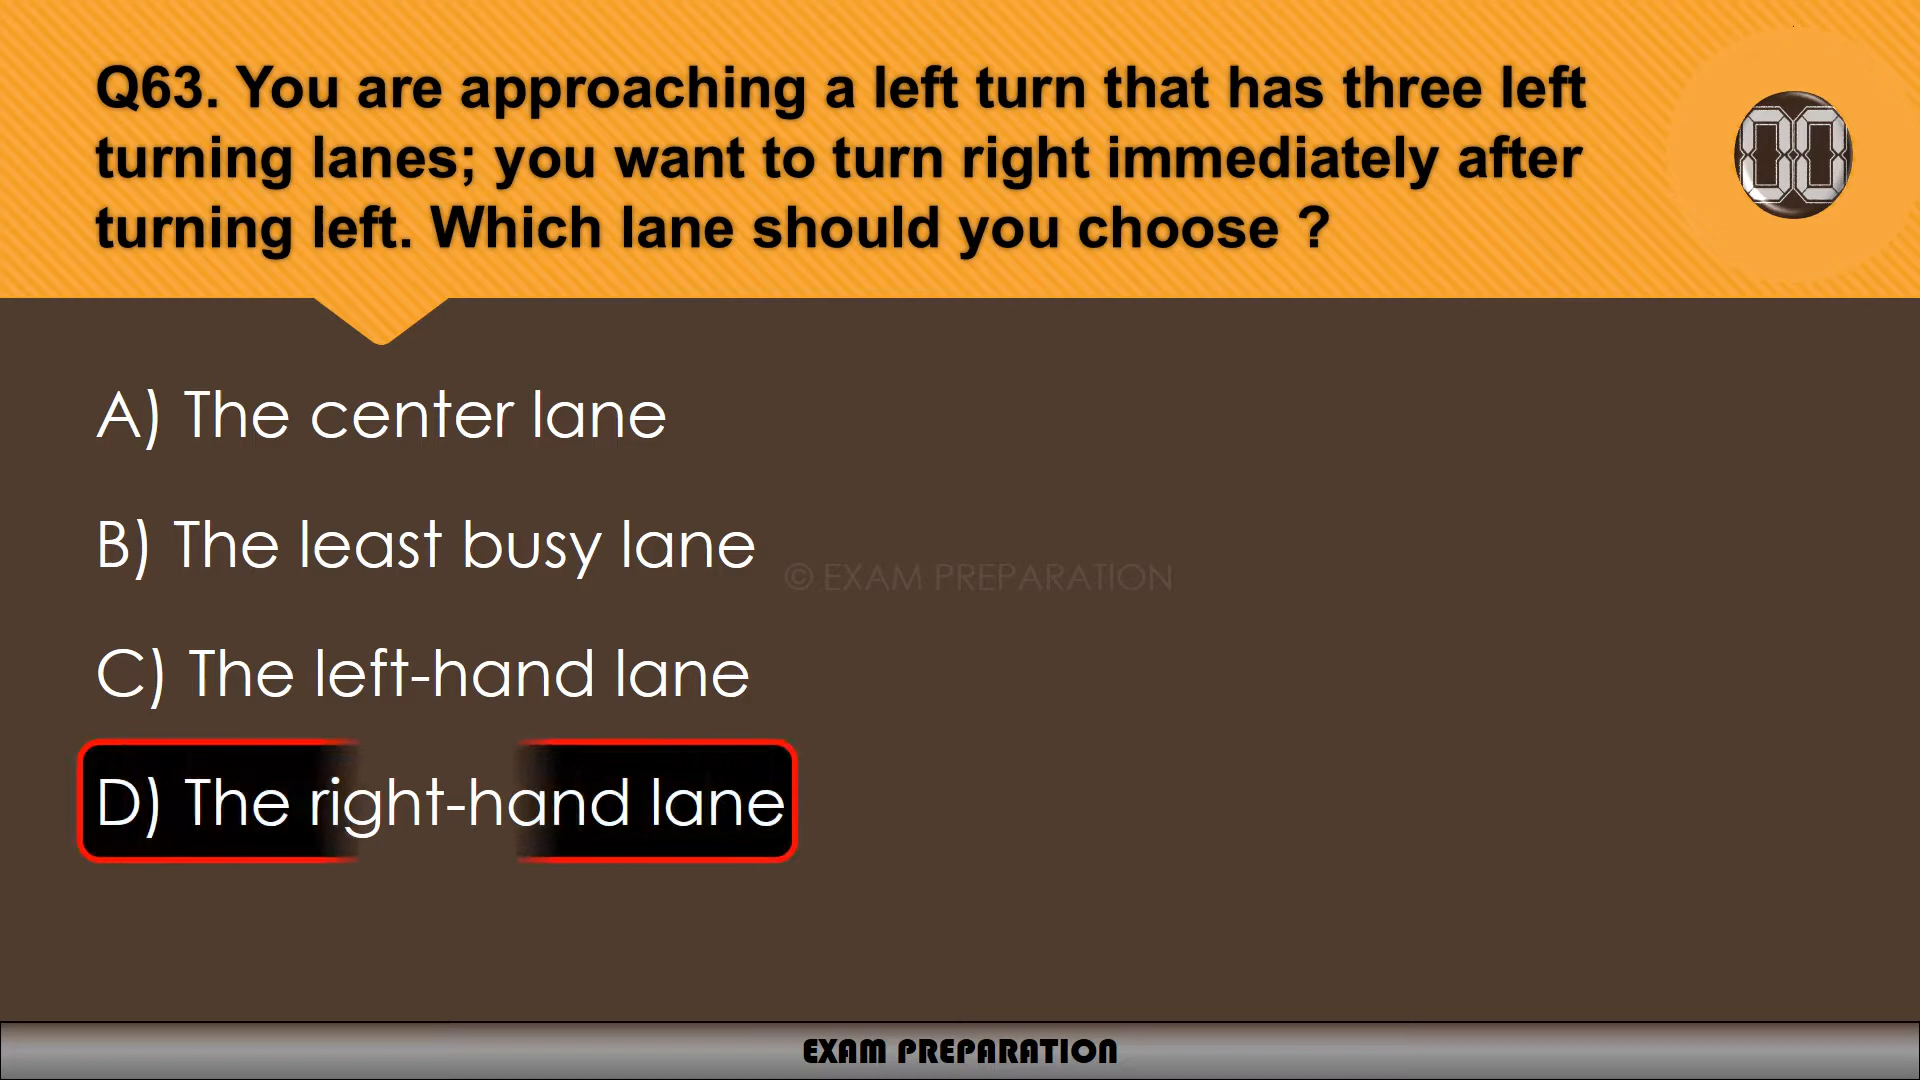 Q63. You are approaching a left turn that has three left
turning lanes; you want to turn right immediately after
turning left. Which lane should you choose ?
00
A) The center lane
B) The least busy lane
© EXAM PREPARATION
C) The left-hand lane
D) The right-hand lane
EXAM PREPARATION